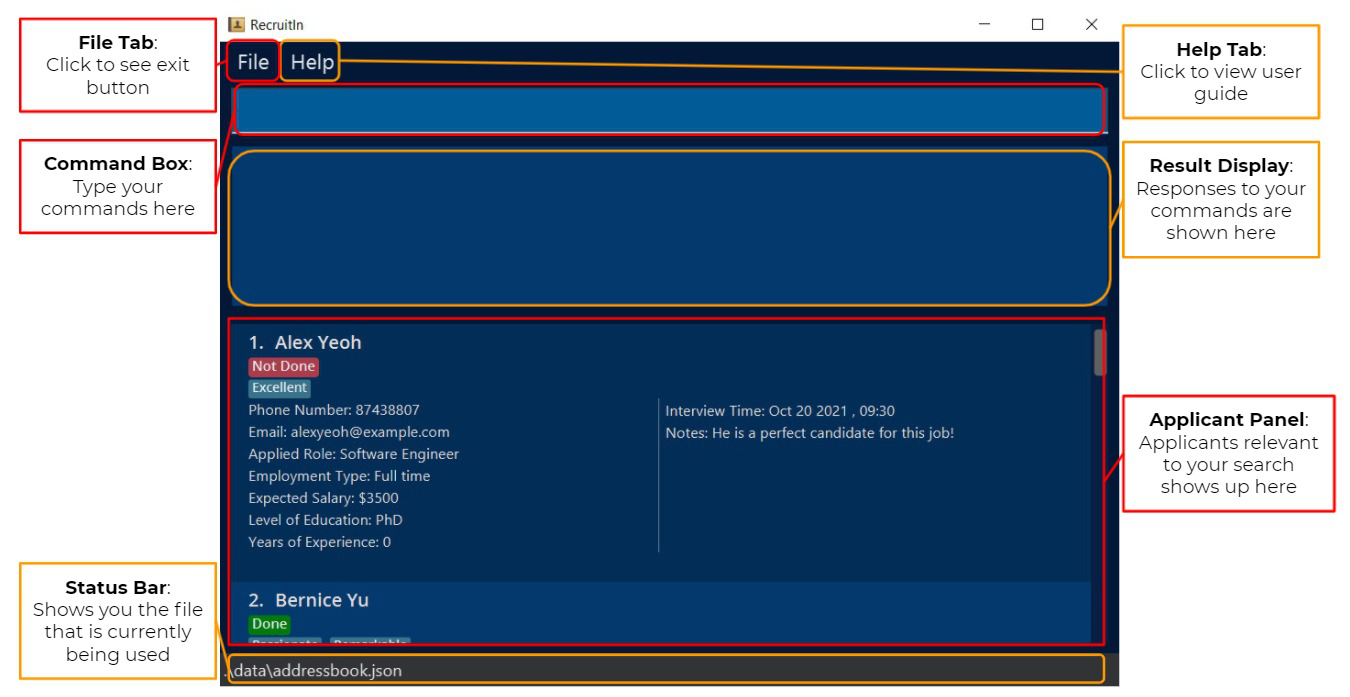 RecruitIn
File Tab:
Click to see exit
button
File Help
Help Tab:
Click to view user
guide
Command Box:
Type your
commands here
Result Display:
Responses to your
commands are
shown here
1. Alex Yeoh
Not Done
Excellent
Phone Number: 87438807
Email: alexyeoh@example.com
Applied Role: Software Engineer
Employment Type: Full time
Expected Salary: $3500
Level of Education: PhD
Years of Experience: 0
Interview Time: Oct 20 2021 , 09:30
Notes: He is a perfect candidate for this job!
Applicant Panel:
Applicants relevant
to your search
shows up here
2. Bernice Yu
Done
Passionate Remarkable
Status Bar:
Shows you the file
that is currently
being used
.\data\addressbook.json